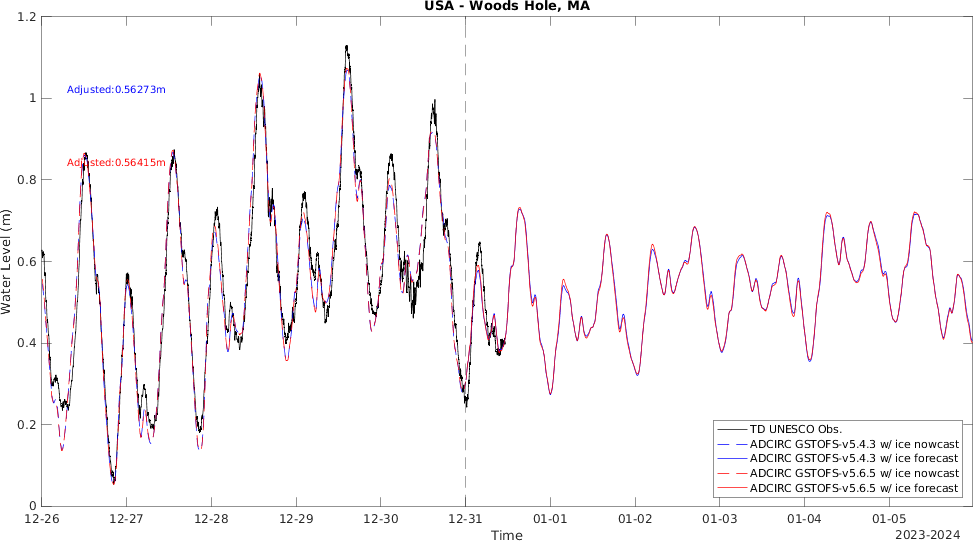 USA - Woods Hole, MA
1.2
1
0.8
0.6
0.4
0.2
0
Water Level (m)
Adjusted:0.56273m
Adjusted:0.56415m
TD UNESCO Obs.
ADCIRC GSTOFS-v5.4.3 w/ ice nowcast
ADCIRC GSTOFS-v5.4.3 w/ ice forecast
ADCIRC GSTOFS-v5.6.5 w/ ice nowcast
ADCIRC GSTOFS-v5.6.5 w/ ice forecast
12-26 12-27 12-28 12-29 12-30 12-31 01-01 01-02 01-03 01-04 01-05
Time
2023-2024